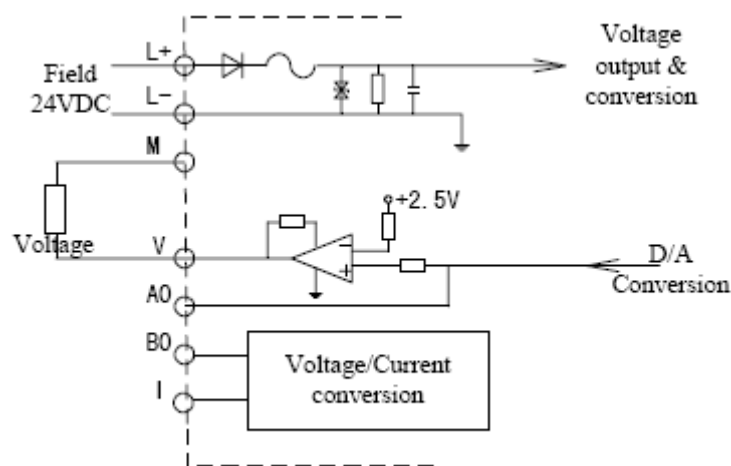 L+
Field
24VDC
L-
Voltage
output &
conversion
M
+2.5V
Voltage
V
D/A
Conversion
A0
B0
I
Voltage/Current
conversion